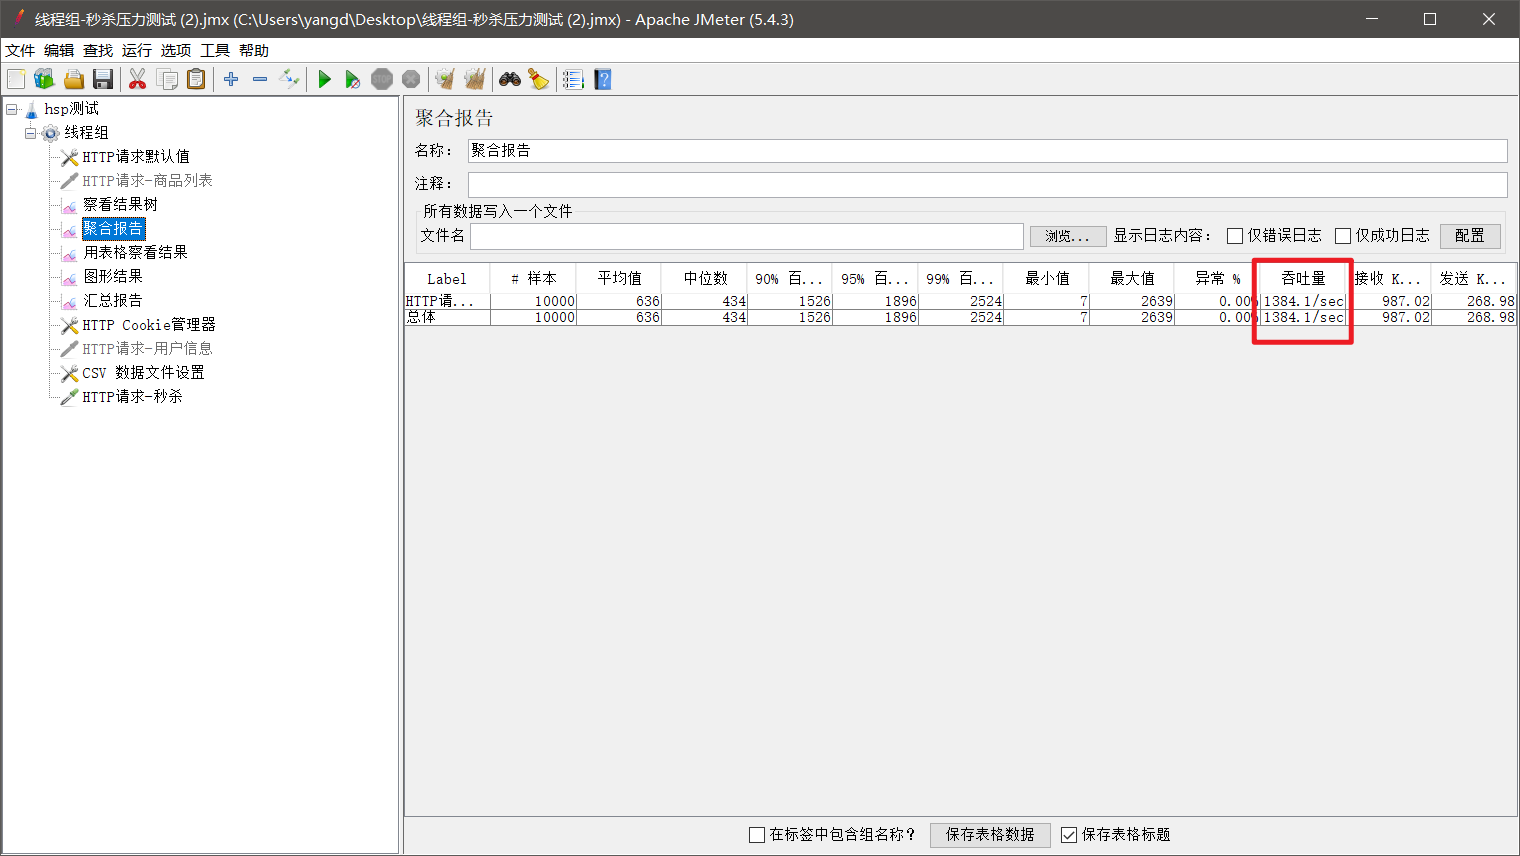 线程组-秒杀压力测试 (2).jmx (C:\Users\yangd\Desktop\线程组-秒杀压力测试 (2).jmx) - Apache JMeter (5.4.3)
文件 编辑 查找 运行 选项 工具 帮助
STOP
hsp测试
线程组
HTTP请求默认值
HTTP请求-商品列表
察看结果树
聚合报告
用表格察看结果
图形结果
汇总报告
HTTP Cookie管理器
HTTP请求-用户信息
CSV 数据文件设置
HTTP请求-秒杀
聚合报告
名称： 聚合报告
注释：
所有数据写入一个文件
文件名 浏览... 显示日志内容： 仅错误日志 仅成功日志 配置
Label # 样本 平均值 中位数 90% 百... 95% 百... 99% 百... 最小值 最大值 异常 % 吞吐量 接收 K... 发送 K...
HTTP请... 10000 636 434 1526 1896 2524 7 2639 0.00% 1384.1/sec 987.02 268.98
总体 10000 636 434 1526 1896 2524 7 2639 0.00% 1384.1/sec 987.02 268.98
在标签中包含组名称？ 保存表格数据 保存表格标题